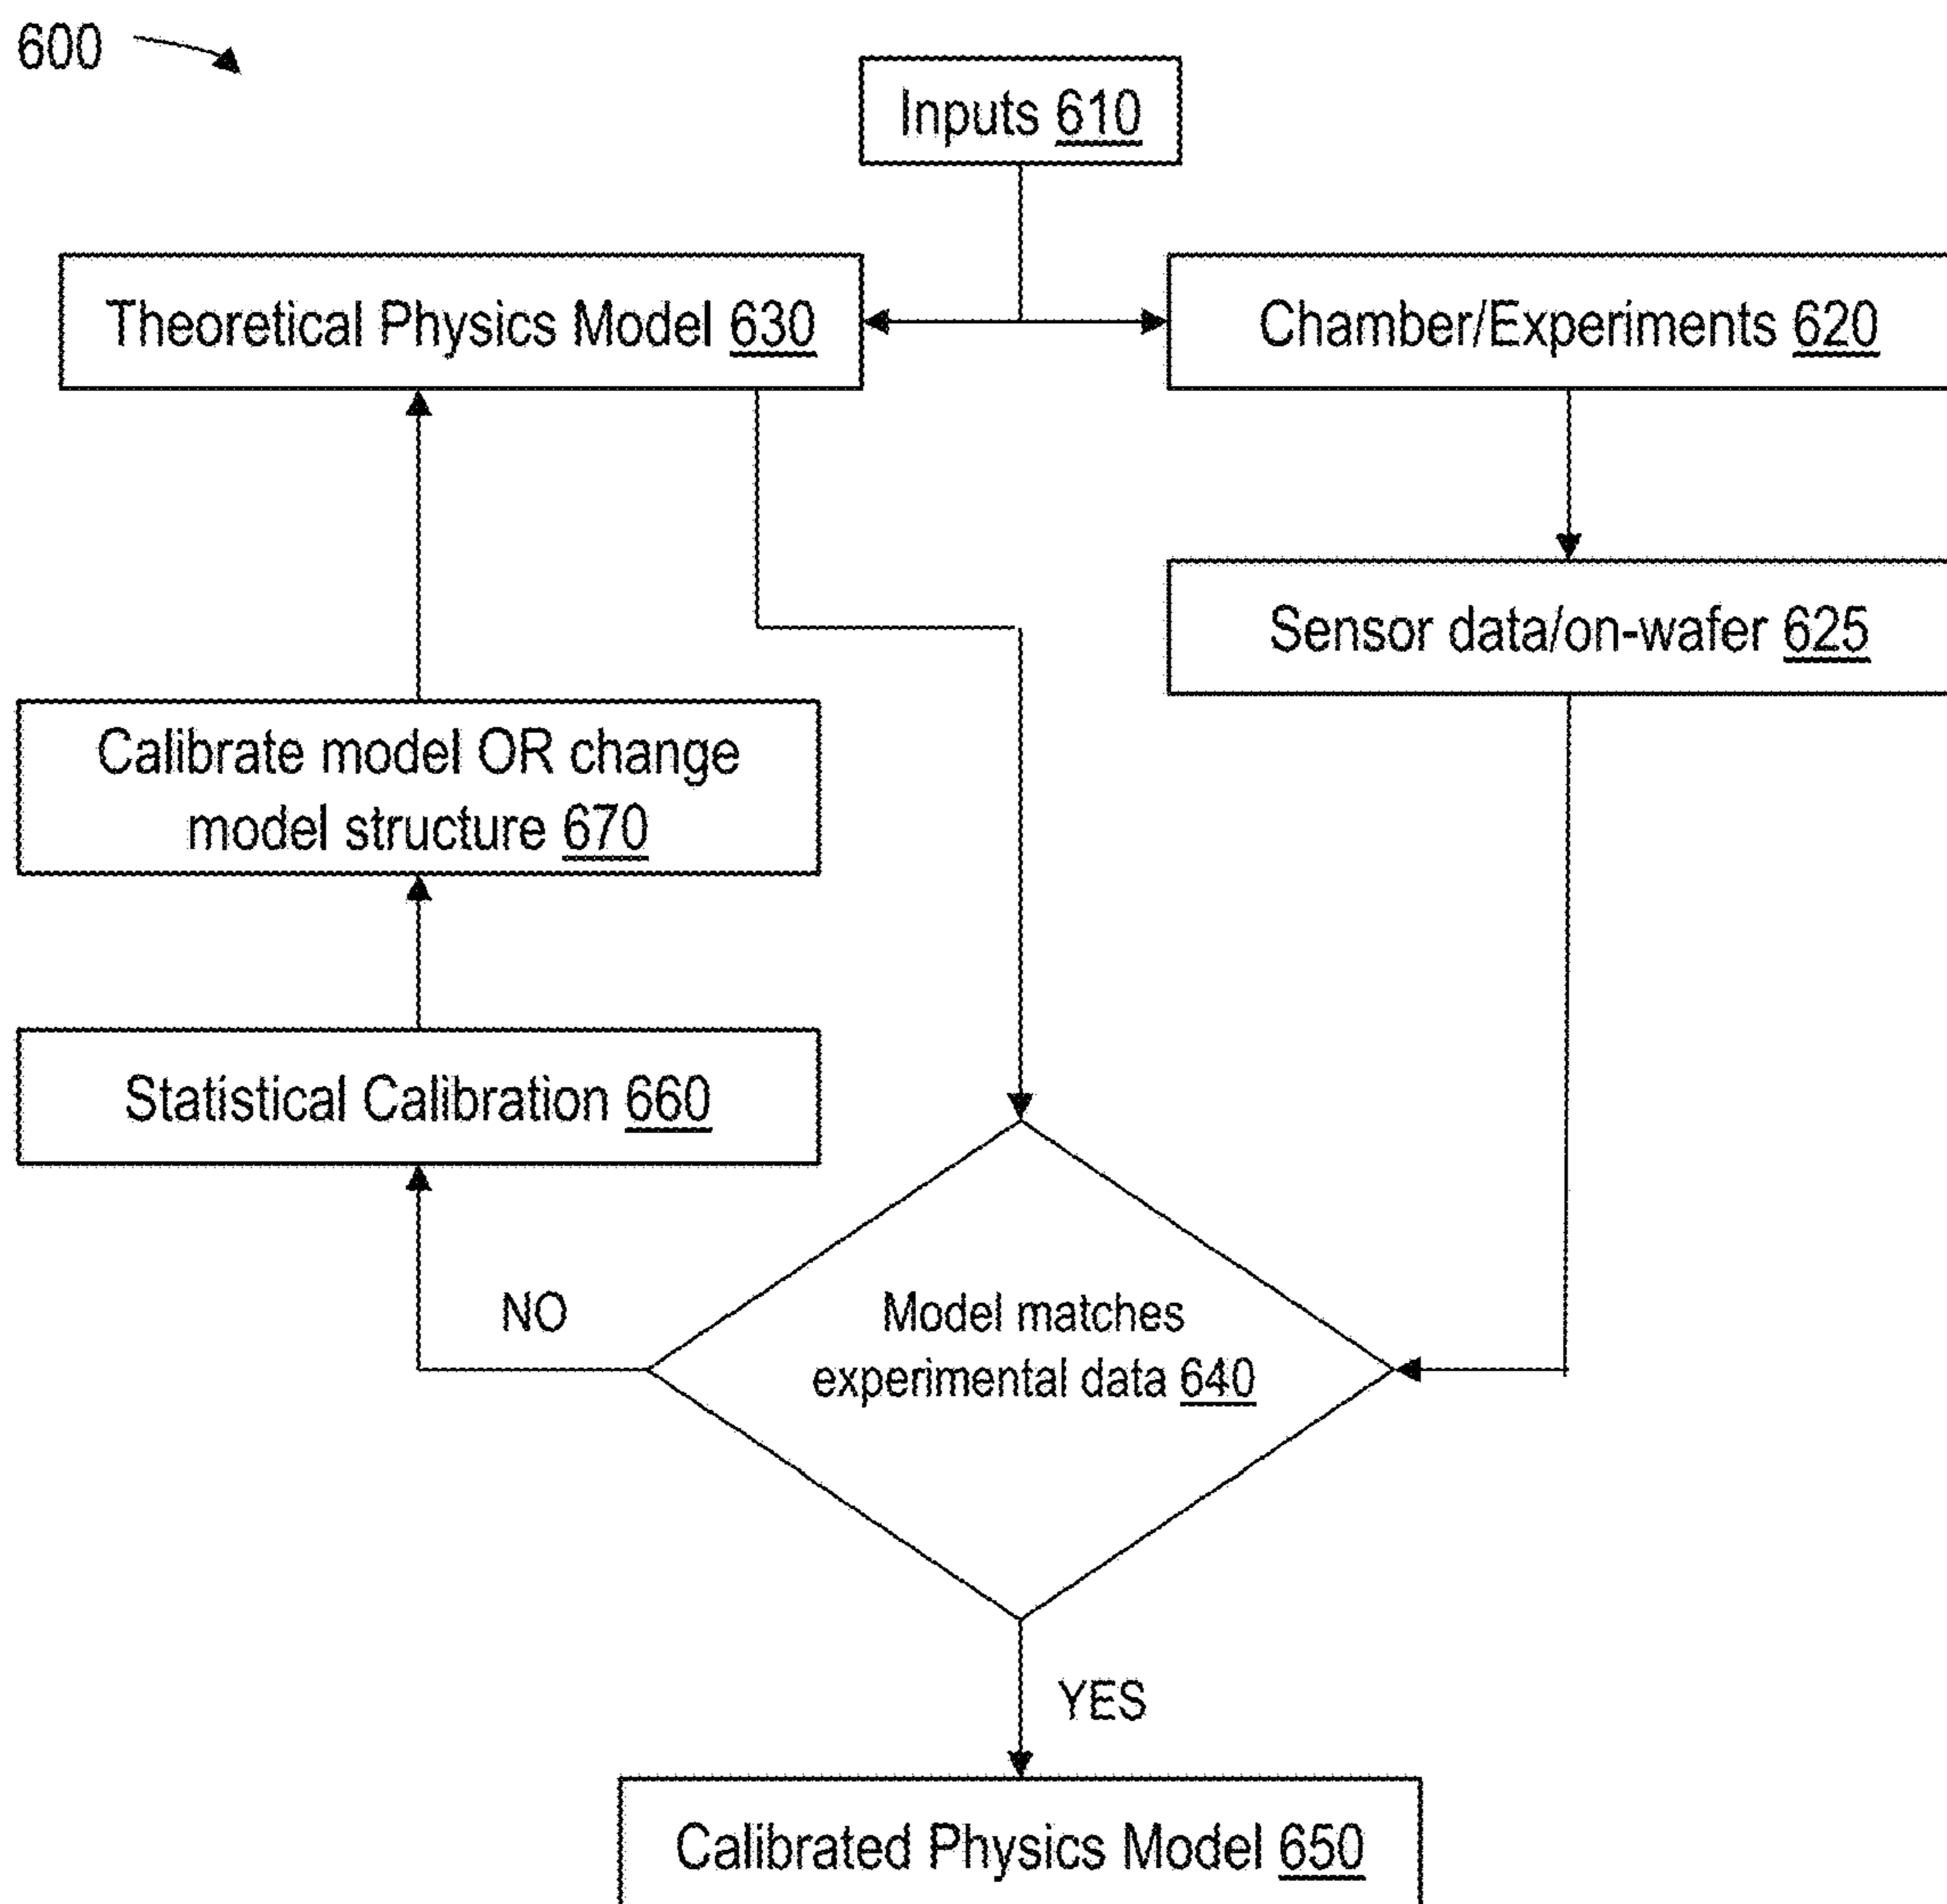 600
Inputs 610
Theoretical Physics Model 630
Chamber/Experiments 620
Sensor data/on-wafer 625
Calibrate model OR change
model structure 670
Statistical Calibration 660
NO
Model matches
experimental data 640
YES
Calibrated Physics Model 650